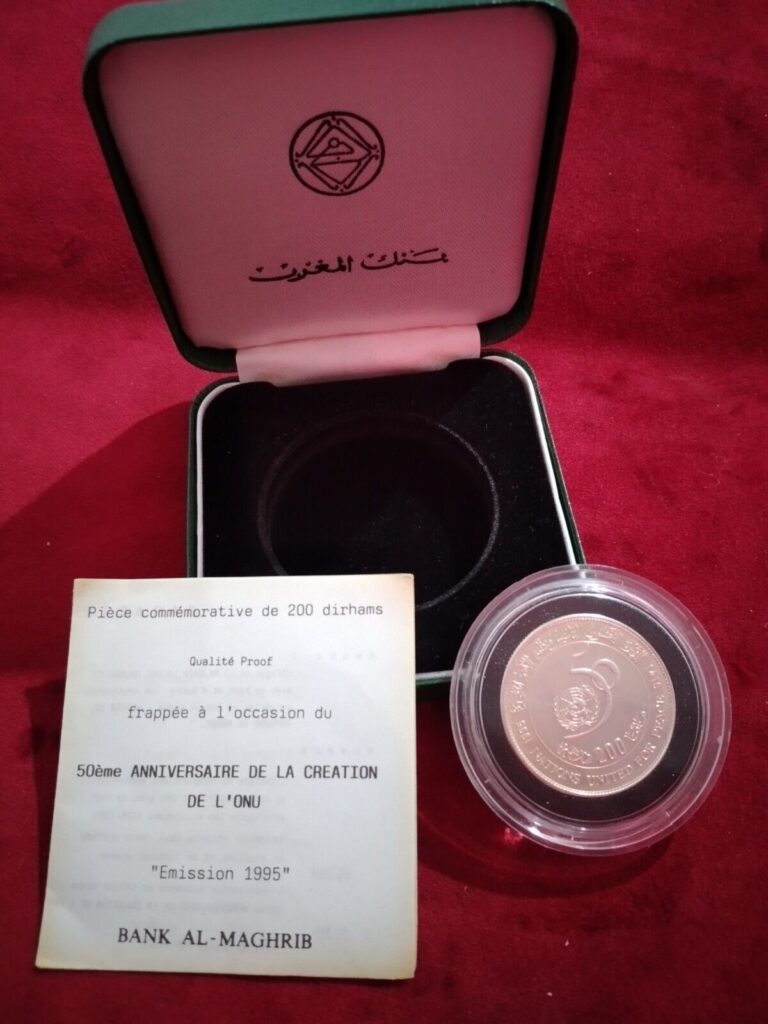 بنك المغرب
Pièce commémorative de 200 dirhams
Qualité Proof
frappée à l'occasion du
50ème ANNIVERSAIRE DE LA CREATION
DE L'ONU
"Emission 1995"
BANK AL-MAGHRIB
50
200
NATIONS UNITED FOR PEACE